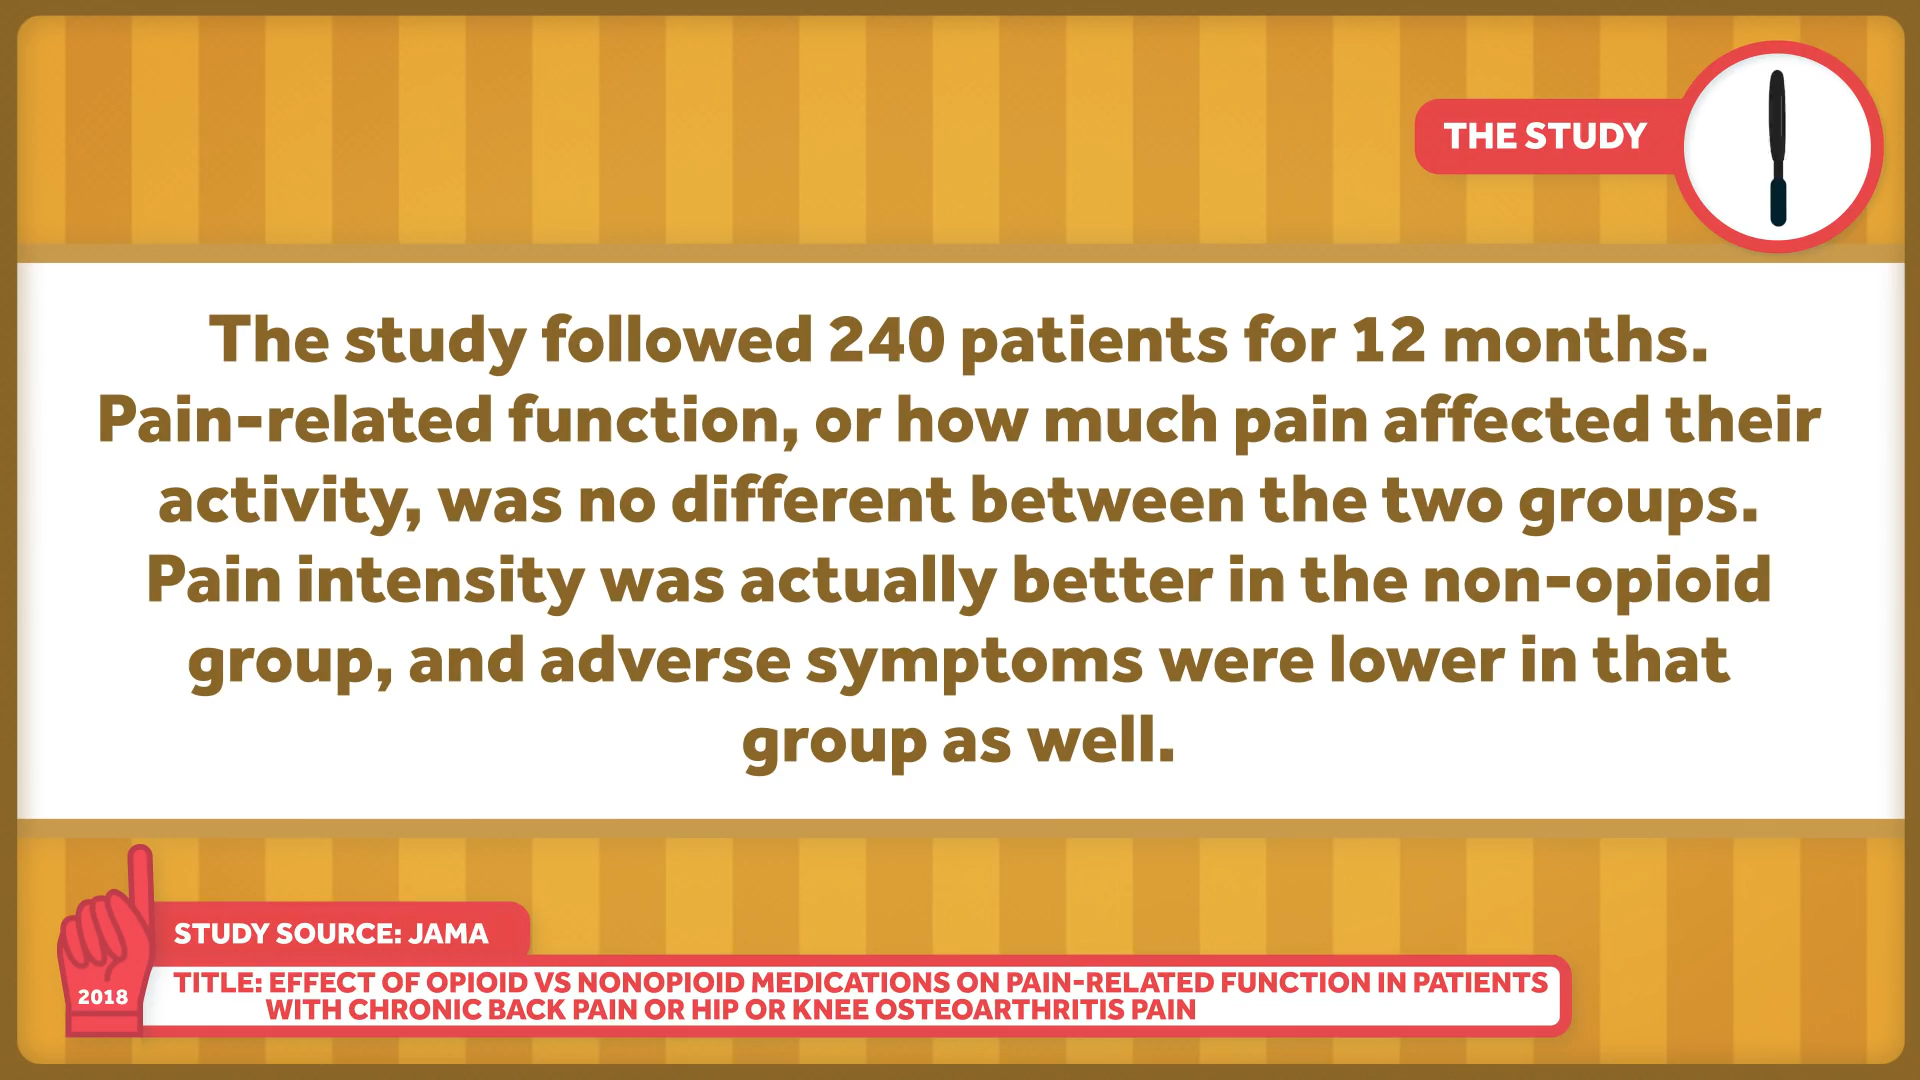 THE STUDY
The study followed 240 patients for 12 months.
Pain-related function, or how much pain affected their
activity, was no different between the two groups.
Pain intensity was actually better in the non-opioid
group, and adverse symptoms were lower in that
group as well.
STUDY SOURCE: JAMA
2018
TITLE: EFFECT OF OPIOID VS NONOPIOID MEDICATIONS ON PAIN-RELATED FUNCTION IN PATIENTS
WITH CHRONIC BACK PAIN OR HIP OR KNEE OSTEOARTHRITIS PAIN